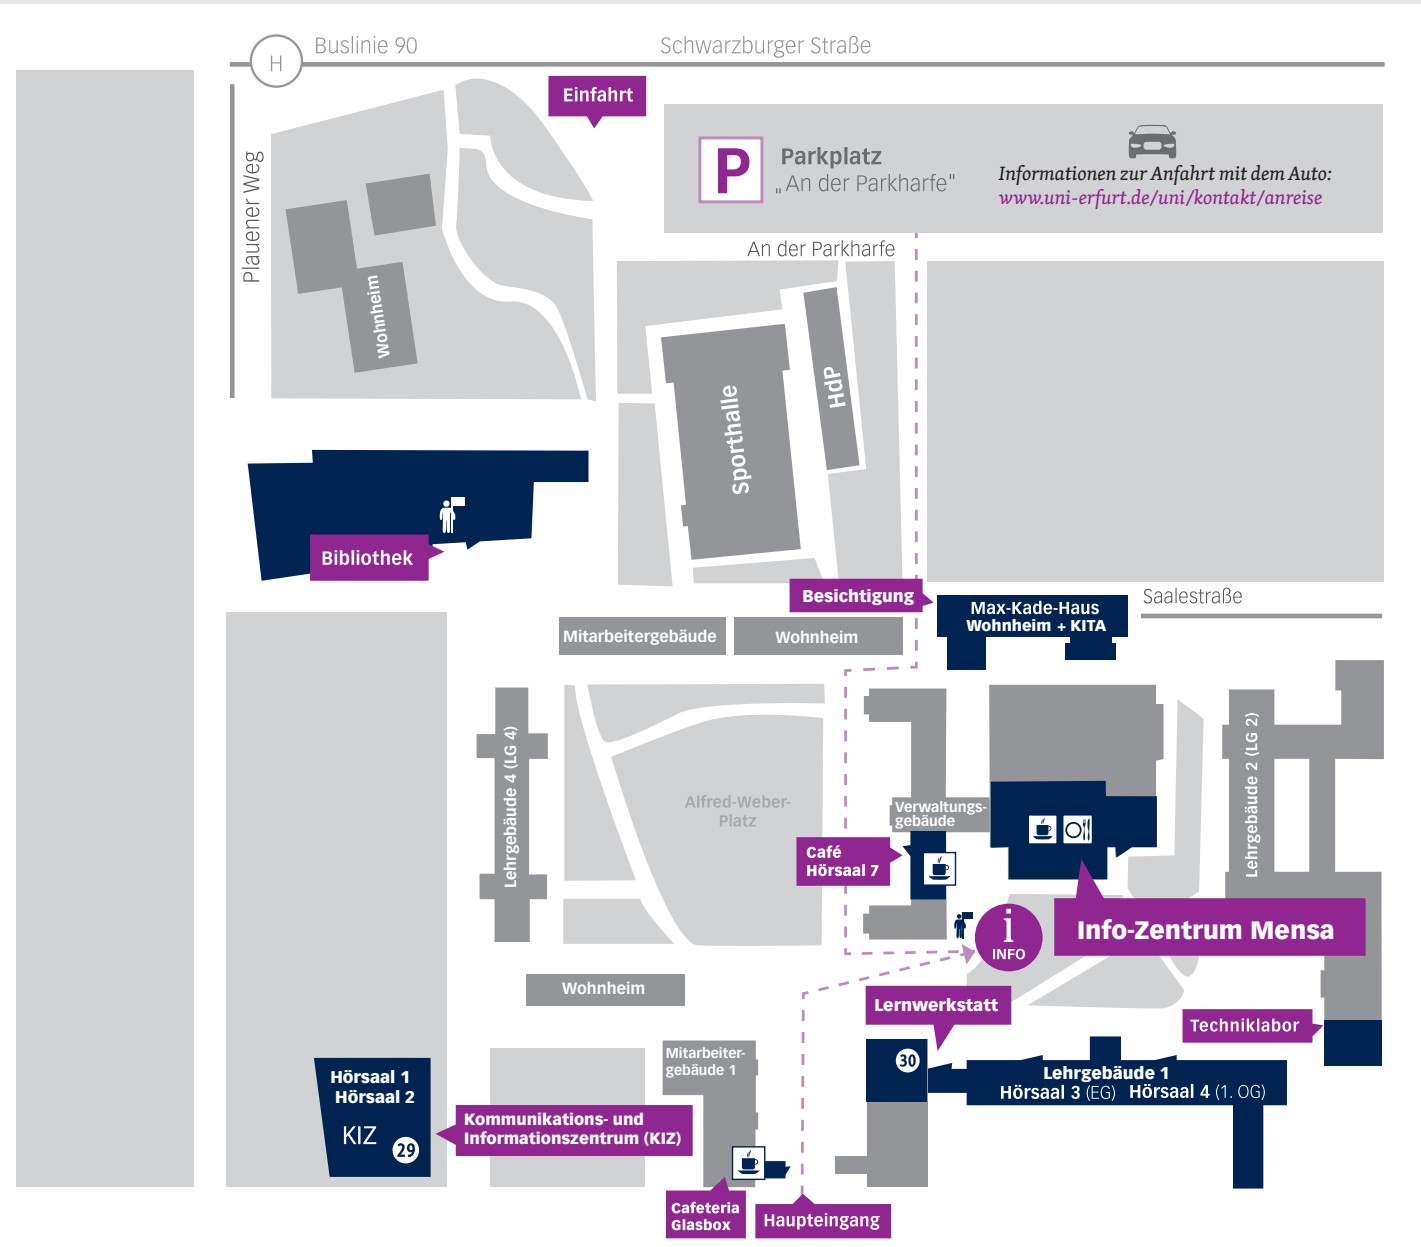 Buslinie 90
Schwarzburger Straße
H
Einfahrt
Plauener Weg
P
Parkplatz
„An der Parkharfe"
Informationen zur Anfahrt mit dem Auto:
www.uni-erfurt.de/uni/kontakt/anreise
An der Parkharfe
Wohnheim
Sporthalle
HdP
Bibliothek
Besichtigung
Max-Kade-Haus
Wohnheim + KITA
Saalestraße
Mitarbeitergebäude
Wohnheim
Lehrgebäude 4 (LG 4)
Alfred-Weber-
Platz
Verwaltungs-
gebäude
Lehrgebäude 2 (LG 2)
Café
Hörsaal 7
i
INFO
Info-Zentrum Mensa
Wohnheim
Lernwerkstatt
Techniklabor
Mitarbeiter-
gebäude 1
30
Lehrgebäude 1
Hörsaal 3 (EG) Hörsaal 4 (1. OG)
Hörsaal 1
Hörsaal 2
KIZ
29
Kommunikations- und
Informationszentrum (KIZ)
Cafeteria
Glasbox
Haupteingang